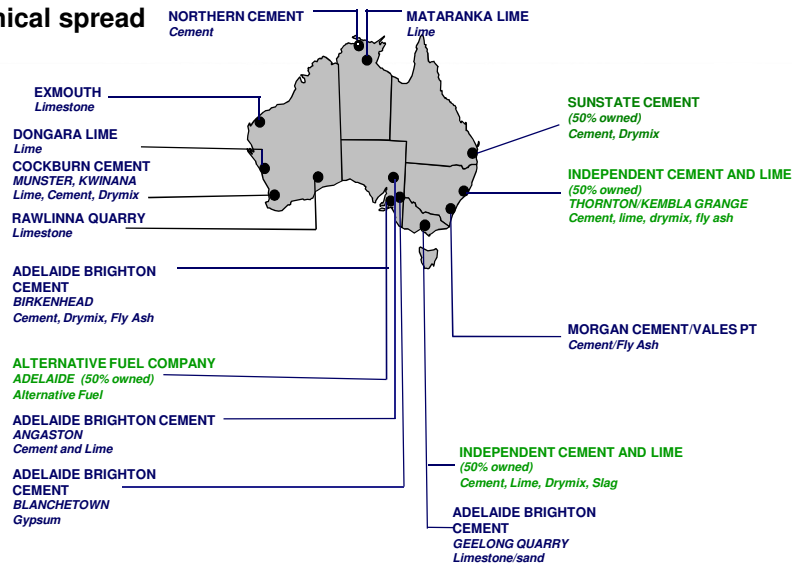 nical spread
NORTHERN CEMENT
Cement
MATARANKA LIME
Lime
EXMOUTH
Limestone
DONGARA LIME
Lime
COCKBURN CEMENT
MUNSTER, KWINANA
Lime, Cement, Drymix
RAWLINNA QUARRY
Limestone
ADELAIDE BRIGHTON
CEMENT
BIRKENHEAD
Cement, Drymix, Fly Ash
ALTERNATIVE FUEL COMPANY
ADELAIDE (50% owned)
Alternative Fuel
ADELAIDE BRIGHTON CEMENT
ANGASTON
Cement and Lime
ADELAIDE BRIGHTON
CEMENT
BLANCHETOWN
Gypsum
SUNSTATE CEMENT
(50% owned)
Cement, Drymix
INDEPENDENT CEMENT AND LIME
(50% owned)
THORNTON/KEMBLA GRANGE
Cement, lime, drymix, fly ash
MORGAN CEMENT/VALES PT
Cement/Fly Ash
INDEPENDENT CEMENT AND LIME
(50% owned)
Cement, Lime, Drymix, Slag
ADELAIDE BRIGHTON
CEMENT
GEELONG QUARRY
Limestone/sand